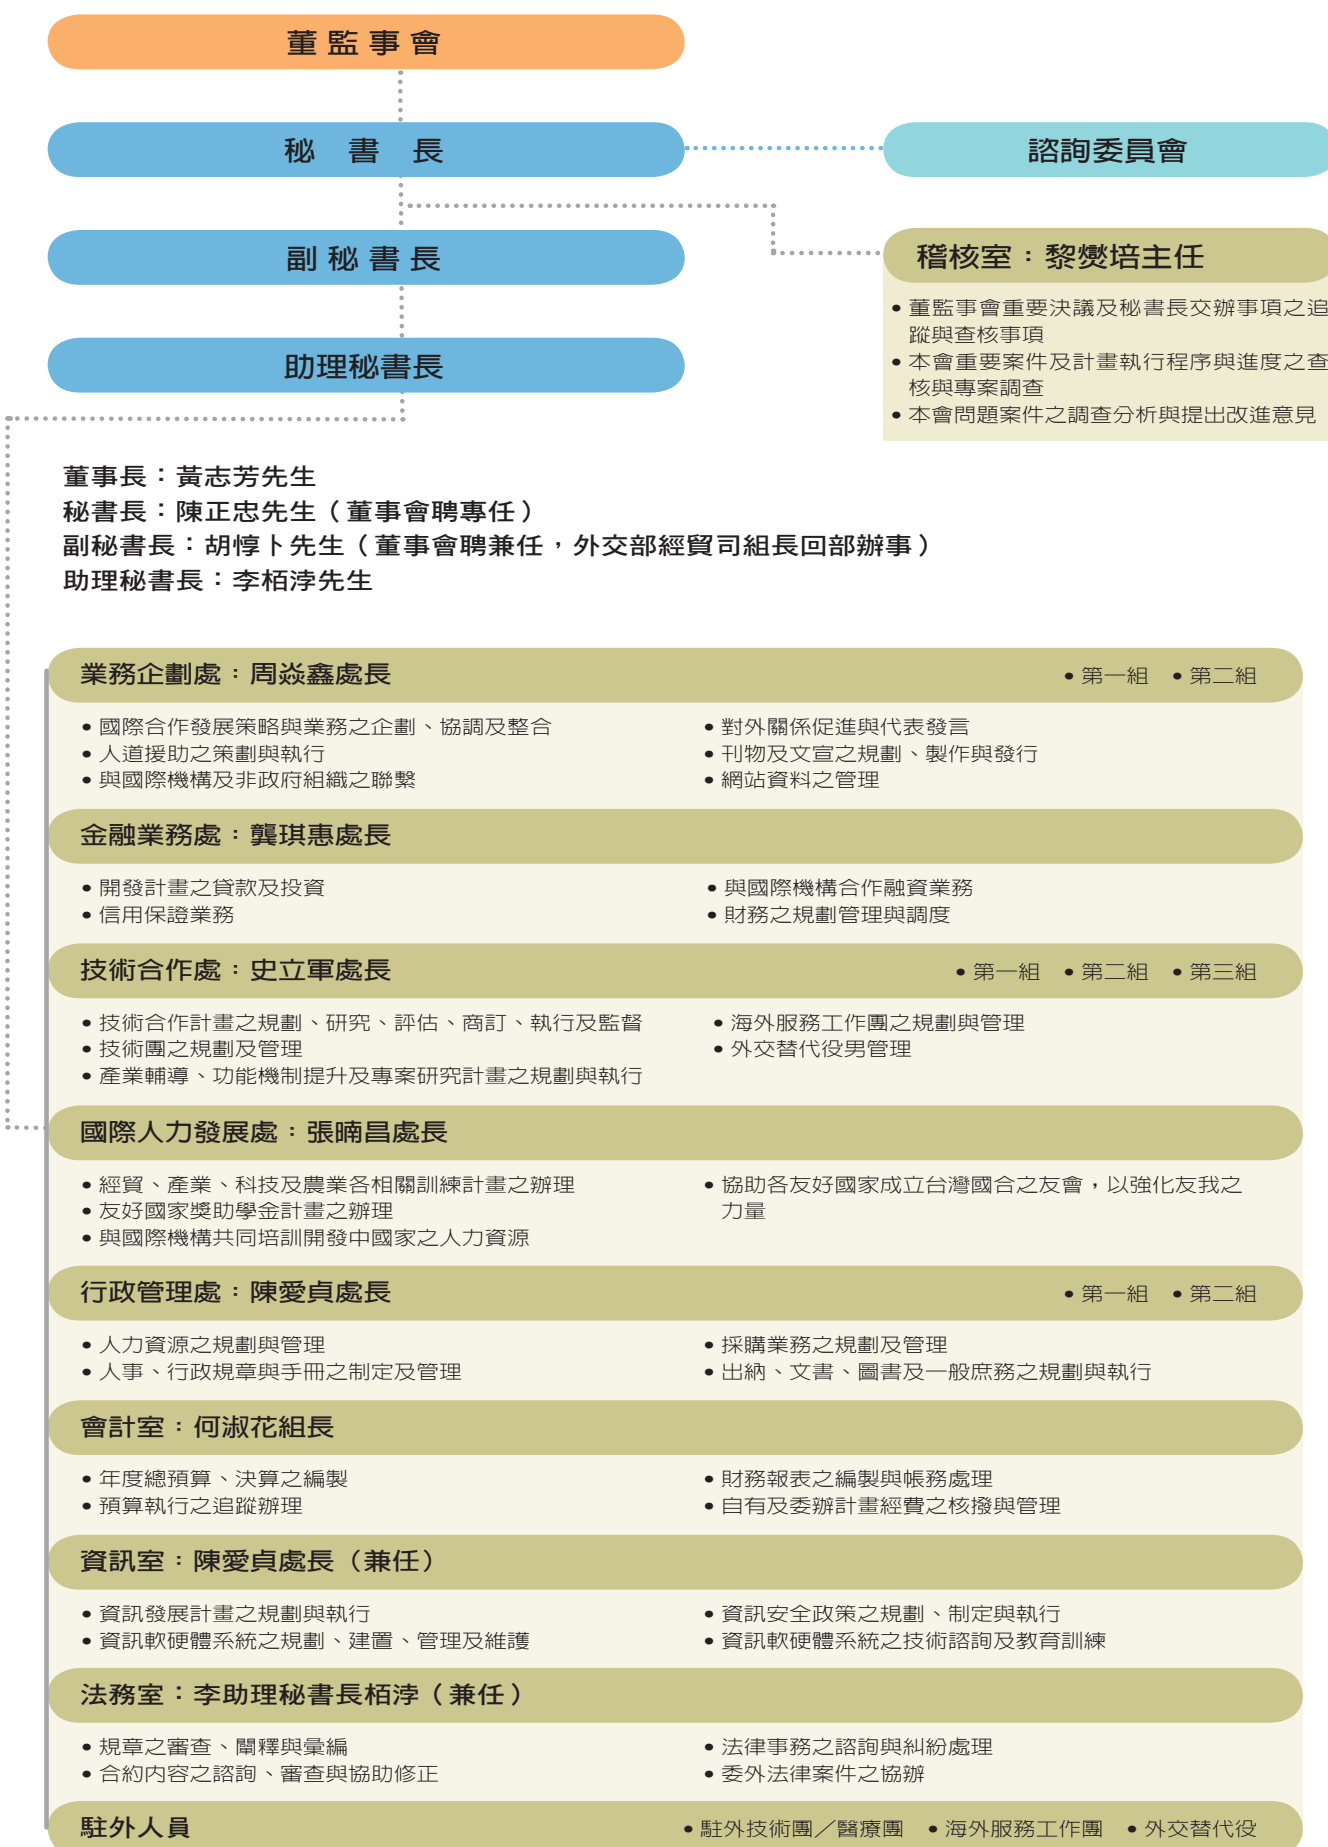 董監事會
秘書長
諮詢委員會
副秘書長
稽核室：黎爕培主任
• 董監事會重要決議及秘書長交辦事項之追
蹤與查核事項
• 本會重要案件及計畫執行程序與進度之查
核與專案調查
• 本會問題案件之調查分析與提出改進意見
助理秘書長
董事長：黃志芳先生
秘書長：陳正忠先生（董事會聘專任）
副秘書長：胡惇卜先生（董事會聘兼任，外交部經貿司組長回部辦事）
助理秘書長：李栢浡先生
業務企劃處：周焱鑫處長 • 第一組 • 第二組
• 國際合作發展策略與業務之企劃、協調及整合
• 人道援助之策劃與執行
• 與國際機構及非政府組織之聯繫
• 對外關係促進與代表發言
• 刊物及文宣之規劃、製作與發行
• 網站資料之管理
金融業務處：龔琪惠處長
• 開發計畫之貸款及投資
• 信用保證業務
• 與國際機構合作融資業務
• 財務之規劃管理與調度
技術合作處：史立軍處長 • 第一組 • 第二組 • 第三組
• 技術合作計畫之規劃、研究、評估、商訂、執行及監督
• 技術團之規劃及管理
• 產業輔導、功能機制提升及專案研究計畫之規劃與執行
• 海外服務工作團之規劃與管理
• 外交替代役男管理
國際人力發展處：張喃昌處長
• 經貿、產業、科技及農業各相關訓練計畫之辦理
• 友好國家獎助學金計畫之辦理
• 與國際機構共同培訓開發中國家之人力資源
• 協助各友好國家成立台灣國合之友會，以強化友我之
力量
行政管理處：陳愛貞處長 • 第一組 • 第二組
• 人力資源之規劃與管理
• 人事、行政規章與手冊之制定及管理
• 採購業務之規劃及管理
• 出納、文書、圖書及一般庶務之規劃與執行
會計室：何淑花組長
• 年度總預算、決算之編製
• 預算執行之追蹤辦理
• 財務報表之編製與帳務處理
• 自有及委辦計畫經費之核撥與管理
資訊室：陳愛貞處長（兼任）
• 資訊發展計畫之規劃與執行
• 資訊軟硬體系統之規劃、建置、管理及維護
• 資訊安全政策之規劃、制定與執行
• 資訊軟硬體系統之技術諮詢及教育訓練
法務室：李助理秘書長栢浡（兼任）
• 規章之審查、闡釋與彙編
• 合約內容之諮詢、審查與協助修正
• 法律事務之諮詢與糾紛處理
• 委外法律案件之協辦
駐外人員 • 駐外技術團／醫療團 • 海外服務工作團 • 外交替代役